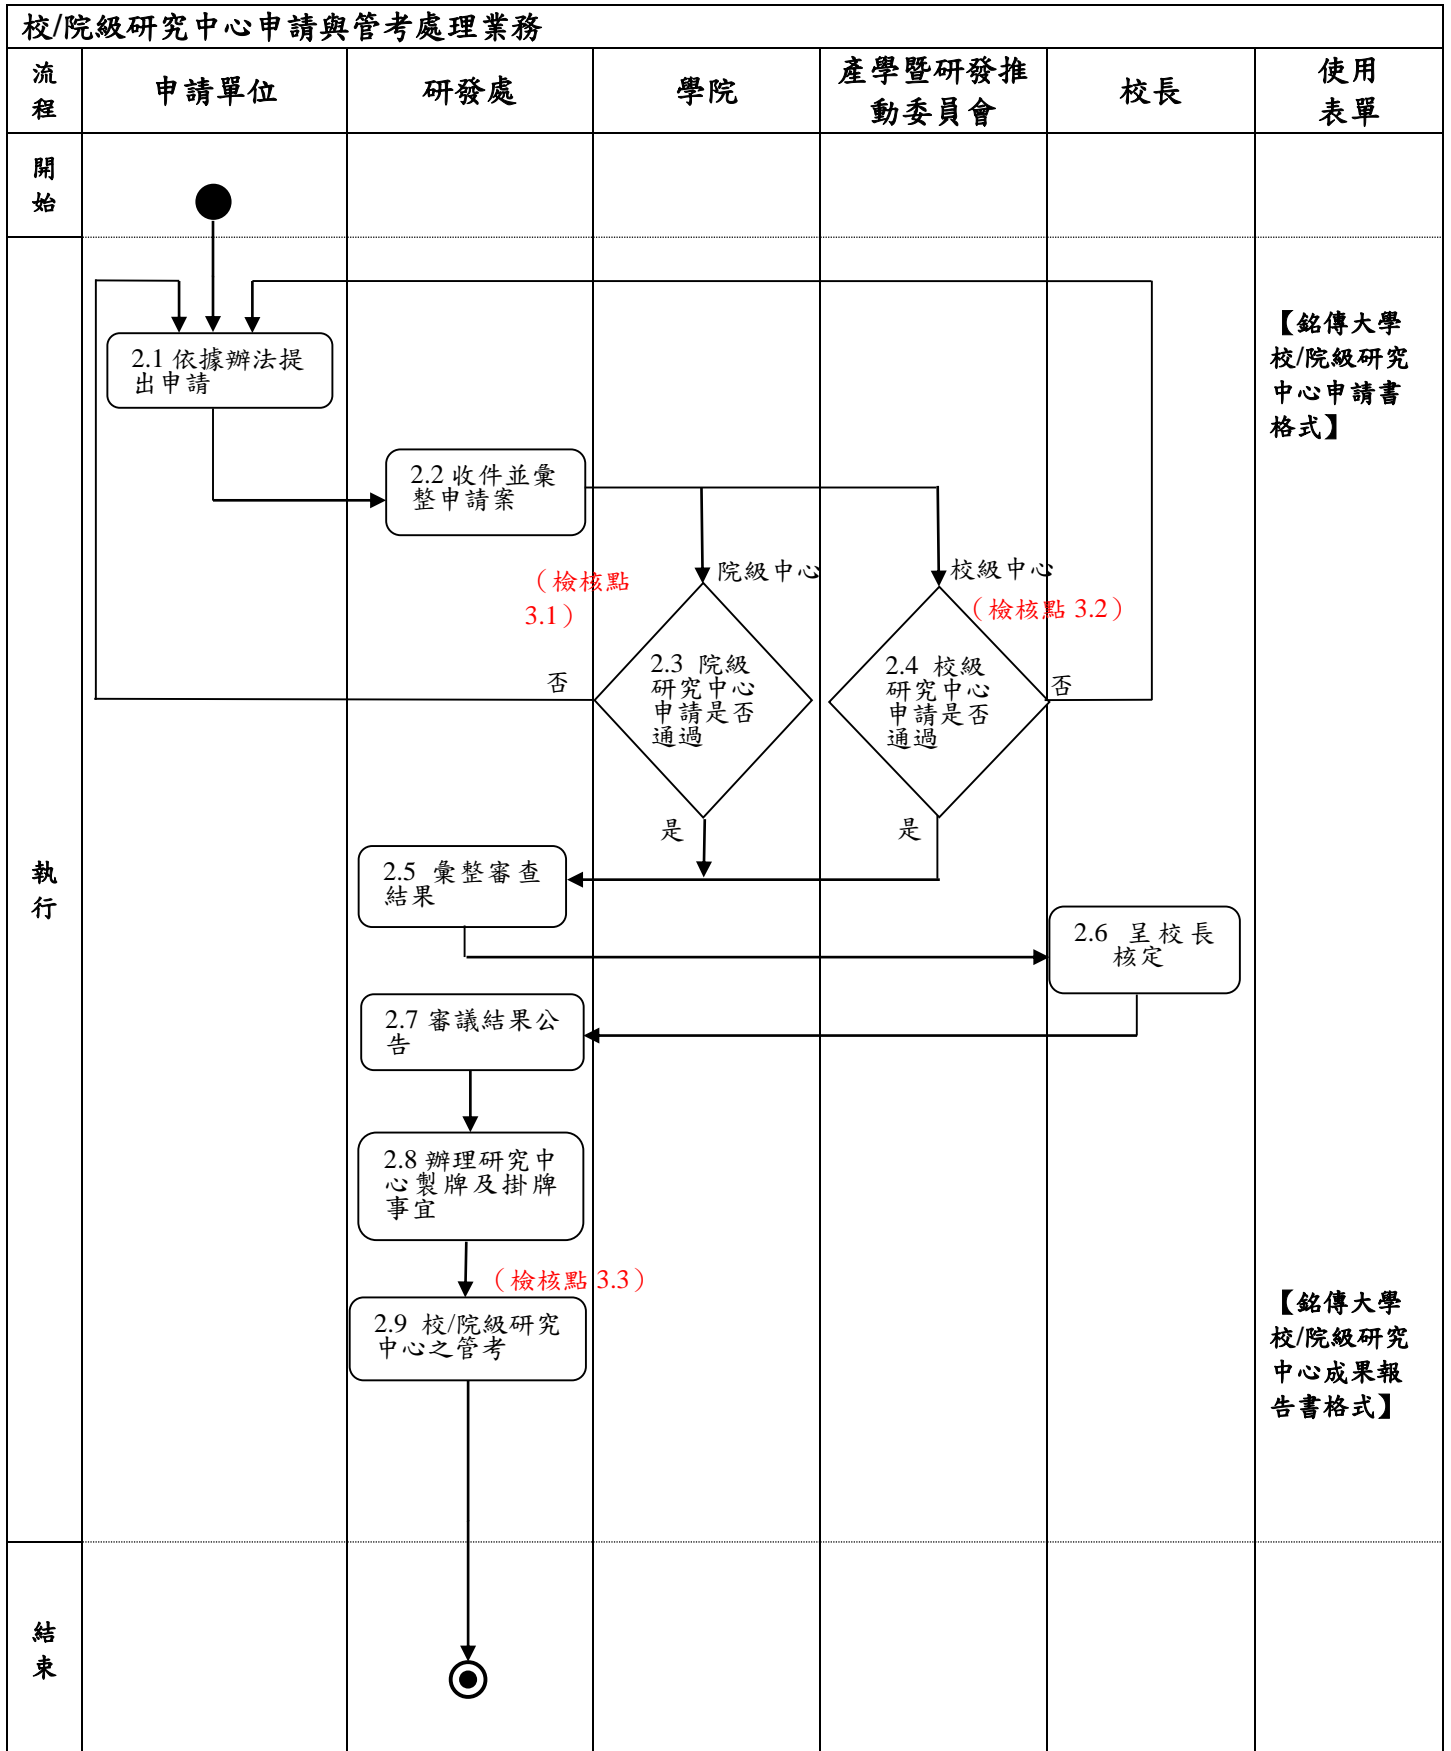 校/院級研究中心申請與管考處理業務
流
程
申請單位
研發處
學院
產學暨研發推
動委員會
校長
使用
表單
開
始
2.1 依據辦法提
出申請
【銘傳大學
校/院級研究
中心申請書
格式】
2.2 收件並彙
整申請案
院級中心
校級中心
（檢核點
3.1）
（檢核點 3.2）
2.3 院級
研究中心
申請是否
通過
2.4 校級
研究中心
申請是否
通過
否
否
是
是
執
行
2.5 彙整審查
結果
2.6 呈校長
核定
2.7 審議結果公
告
2.8 辦理研究中
心製牌及掛牌
事宜
（檢核點 3.3）
2.9 校/院級研究
中心之管考
【銘傳大學
校/院級研究
中心成果報
告書格式】
結
束